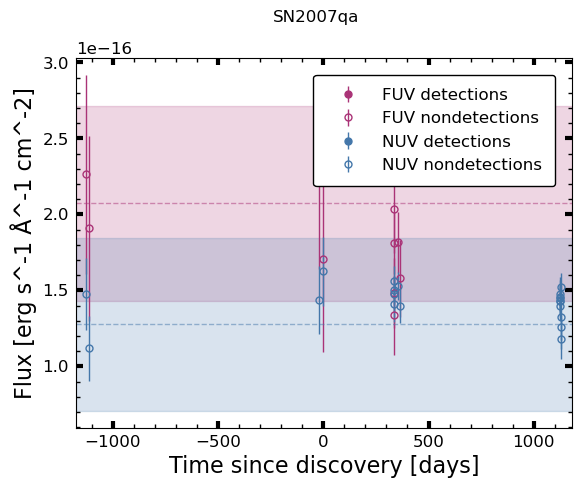 SN2007qa
1e−16
3.0
2.5
2.0
1.5
1.0
Flux [erg s^-1 Å^-1 cm^-2]
FUV detections
FUV nondetections
NUV detections
NUV nondetections
−1000 −500 0 500 1000
Time since discovery [days]